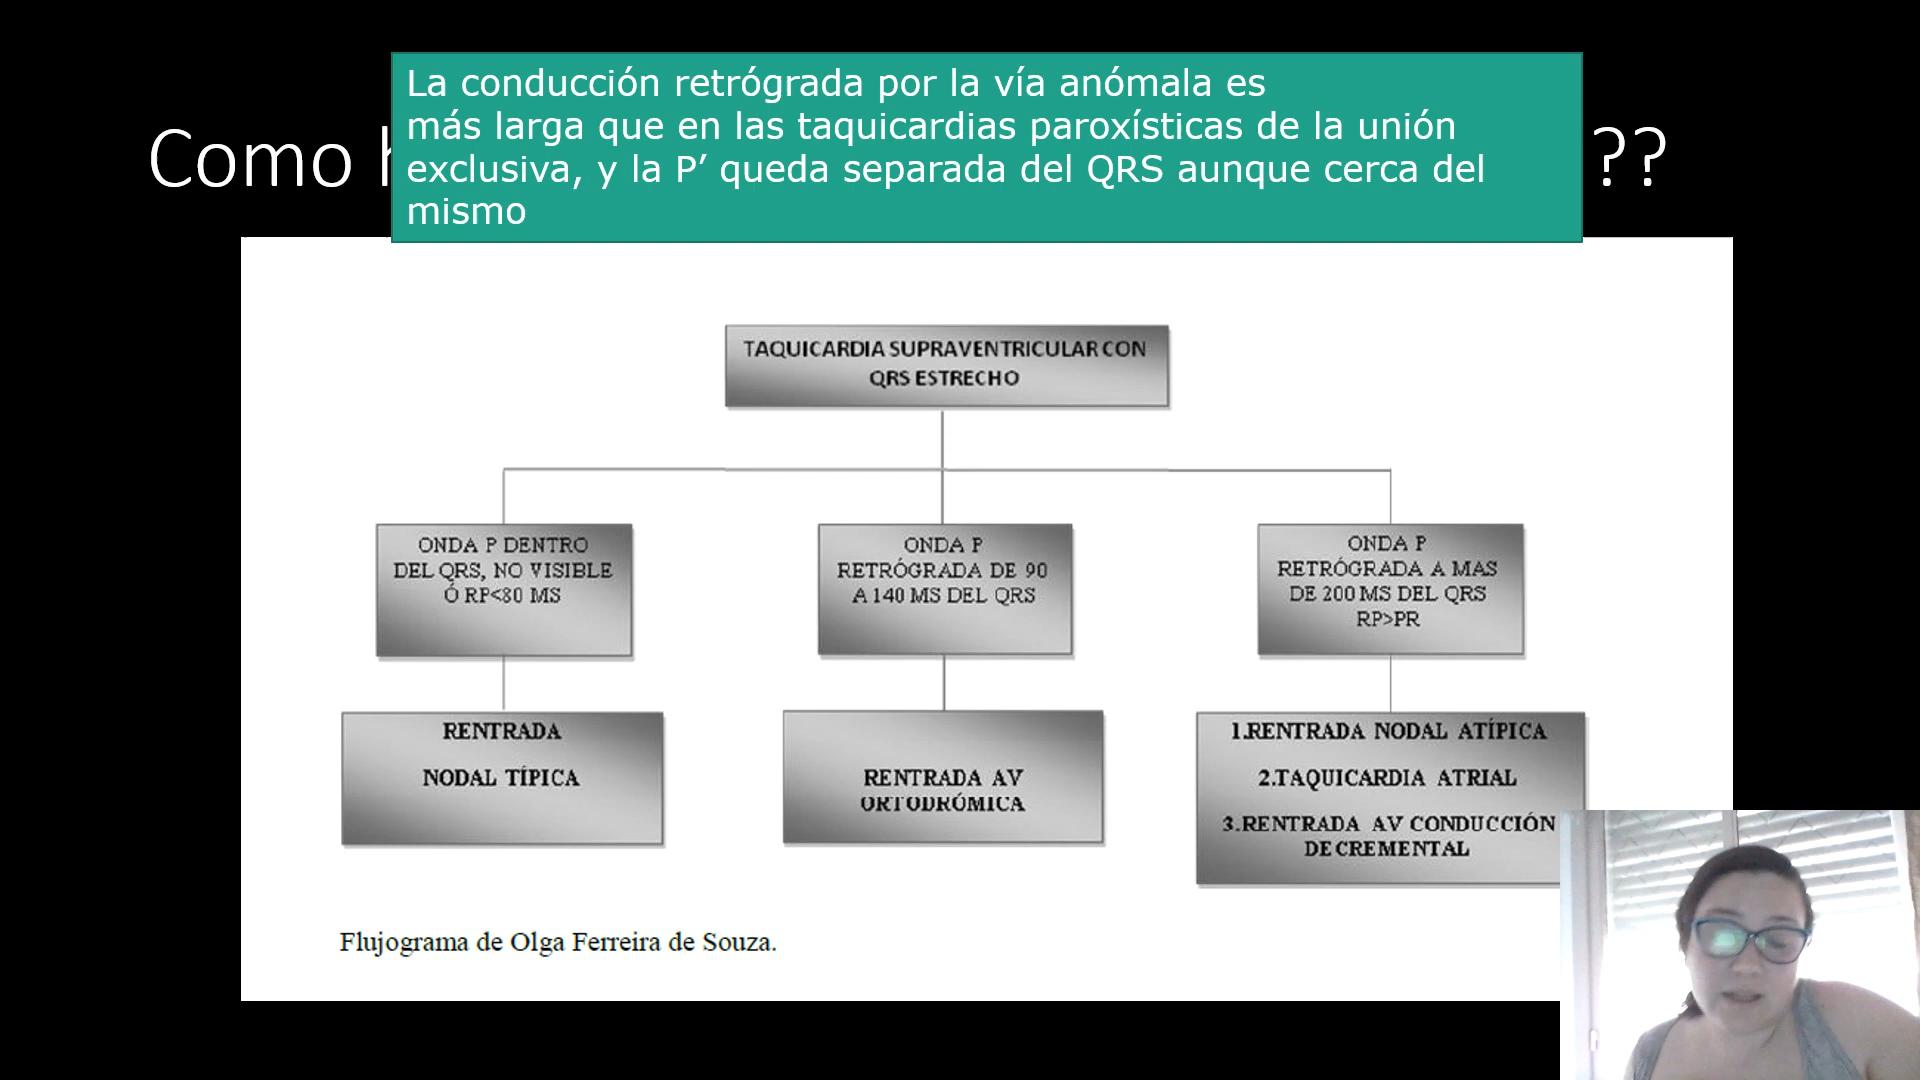 La conducción retrógrada por la vía anómala es
más larga que en las taquicardias paroxísticas de la unión
exclusiva, y la P’ queda separada del QRS aunque cerca del
mismo
Como
??
TAQUICARDIA SUPRAVENTRICULAR CON
QRS ESTRECHO
ONDA P DENTRO
DEL QRS, NO VISIBLE
Ó RP<80 MS
ONDA P
RETRÓGRADA DE 90
A 140 MS DEL QRS
ONDA P
RETRÓGRADA A MAS
DE 200 MS DEL QRS
RP>PR
RENTRADA
NODAL TÍPICA
RENTRADA AV
ORTODRÓMICA
1.RENTRADA NODAL ATÍPICA
2.TAQUICARDIA ATRIAL
3.RENTRADA AV CONDUCCIÓN
DECREMENTAL
Flujograma de Olga Ferreira de Souza.